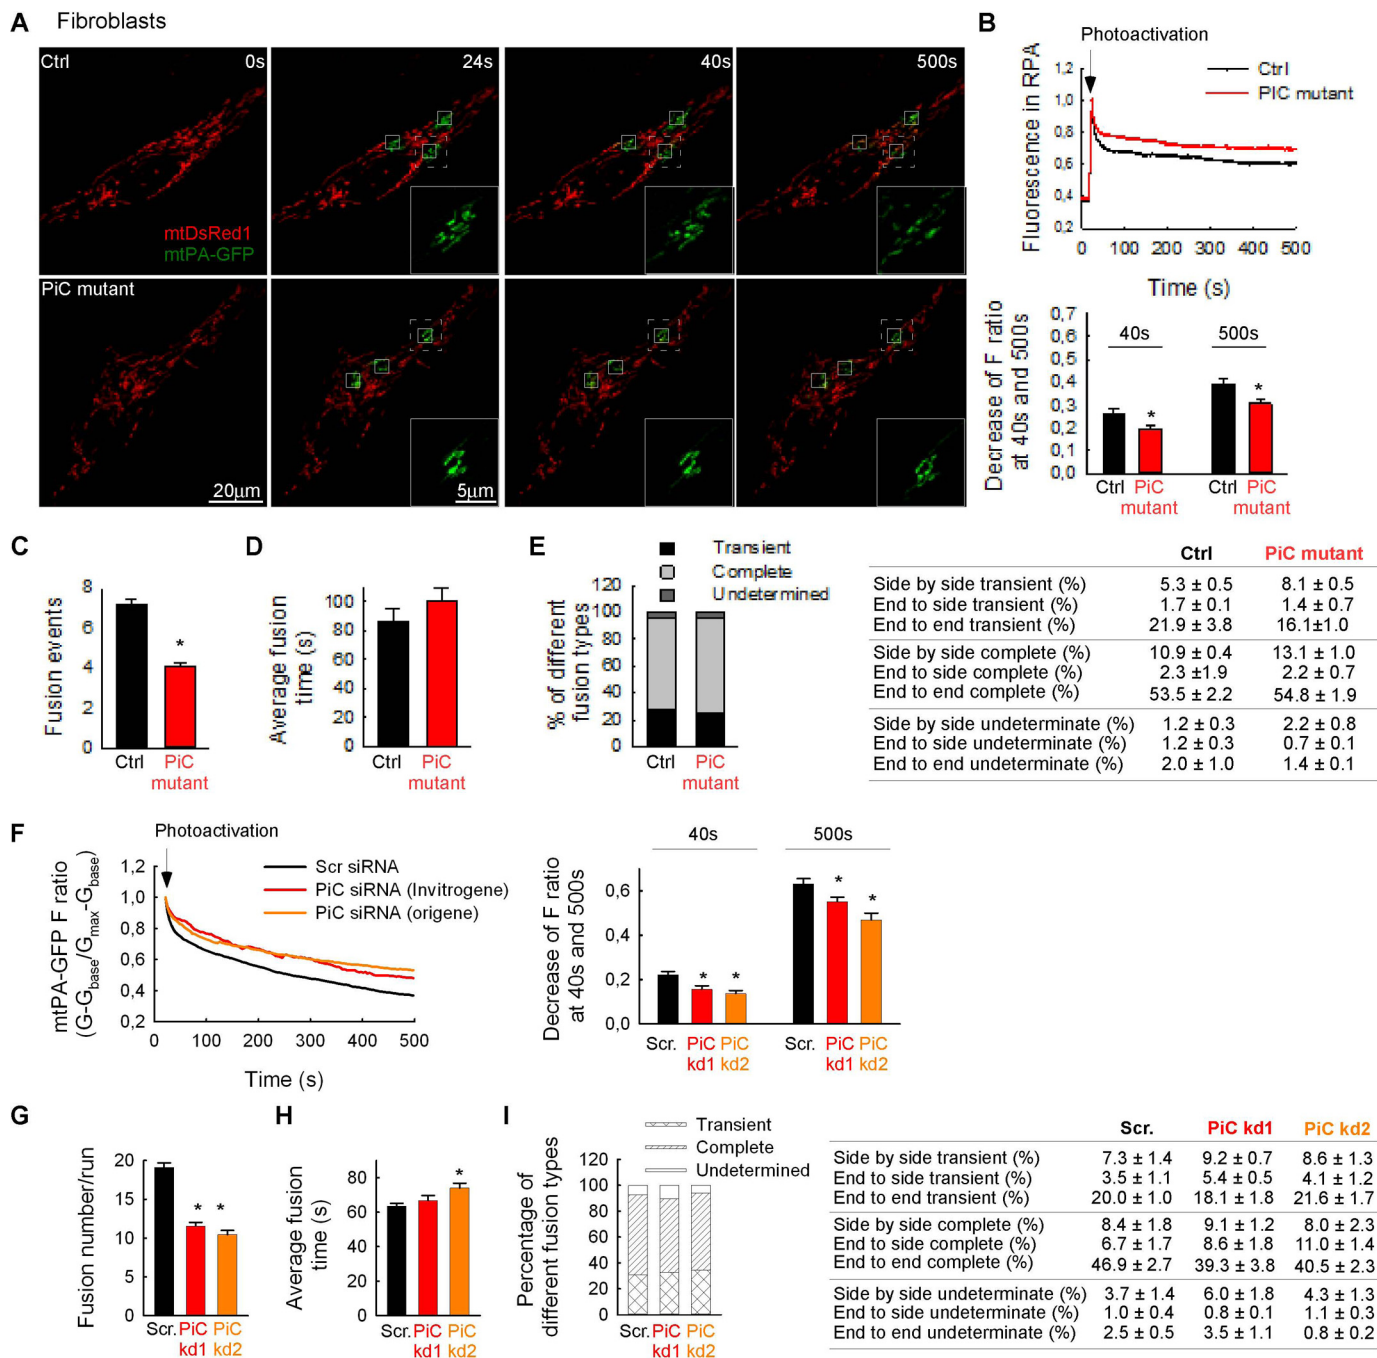 A Fibroblasts
Ctrl 0s 24s 40s 500s
mtDsRed1
mtPA-GFP
PiC mutant
20µm 5µm
B
Photoactivation
Ctrl
PIC mutant
Fluorescence in RPA
1,2
1,0
0,8
0,6
0,4
0,2
0 100 200 300 400 500
Time (s)
Decrease of F ratio
at 40s and 500s
0,7
0,6
0,5
0,4
0,3
0,2
0,1
0,0
40s 500s
* *
Ctrl PiC Ctrl PiC
mutant mutant
C
Fusion events
8
6
4
2
0
*
Ctrl PiC
mutant
D
Average fusion
time (s)
100
80
60
40
20
0
Ctrl PiC
mutant
E
Transient
Complete
Undetermined
% of different
fusion types
120
100
80
60
40
20
0
Ctrl PiC
mutant
Ctrl PiC mutant
Side by side transient (%) 5.3 ± 0.5 8.1 ± 0.5
End to side transient (%) 1.7 ± 0.1 1.4 ± 0.7
End to end transient (%) 21.9 ± 3.8 16.1±1.0
Side by side complete (%) 10.9 ± 0.4 13.1 ± 1.0
End to side complete (%) 2.3 ±1.9 2.2 ± 0.7
End to end complete (%) 53.5 ± 2.2 54.8 ± 1.9
Side by side undeterminate (%) 1.2 ± 0.3 2.2 ± 0.8
End to side undeterminate (%) 1.2 ± 0.3 0.7 ± 0.1
End to end undeterminate (%) 2.0 ± 1.0 1.4 ± 0.1
F
Photoactivation
Scr siRNA
PiC siRNA (Invitrogene)
PiC siRNA (origene)
mtPA-GFP F ratio
(G-Gbase/Gmax-Gbase)
1,2
1,0
0,8
0,6
0,4
0,2
0 100 200 300 400 500
Time (s)
40s 500s
Decrease of F ratio
at 40s and 500s
0,6
0,4
0,2
0,0
* * * *
Scr. PiC PiC Scr. PiC PiC
kd1 kd2 kd1 kd2
G
Fusion number/run
20
15
10
5
0
* *
Scr. PiC PiC
kd1 kd2
H
Average fusion
time (s)
80
60
40
20
0
*
Scr. PiC PiC
kd1 kd2
I
Transient
Complete
Undetermined
Percentage of
different fusion types
120
100
80
60
40
20
0
Scr. PiC PiC
kd1 kd2
Scr. PiC kd1 PiC kd2
Side by side transient (%) 7.3 ± 1.4 9.2 ± 0.7 8.6 ± 1.3
End to side transient (%) 3.5 ± 1.1 5.4 ± 0.5 4.1 ± 1.2
End to end transient (%) 20.0 ± 1.0 18.1 ± 1.8 21.6 ± 1.7
Side by side complete (%) 8.4 ± 1.8 9.1 ± 1.2 8.0 ± 2.3
End to side complete (%) 6.7 ± 1.7 8.6 ± 1.8 11.0 ± 1.4
End to end complete (%) 46.9 ± 2.7 39.3 ± 3.8 40.5 ± 2.3
Side by side undeterminate (%) 3.7 ± 1.4 6.0 ± 1.8 4.3 ± 1.3
End to side undeterminate (%) 1.0 ± 0.4 0.8 ± 0.1 1.1 ± 0.3
End to end undeterminate (%) 2.5 ± 0.5 3.5 ± 1.1 0.8 ± 0.2